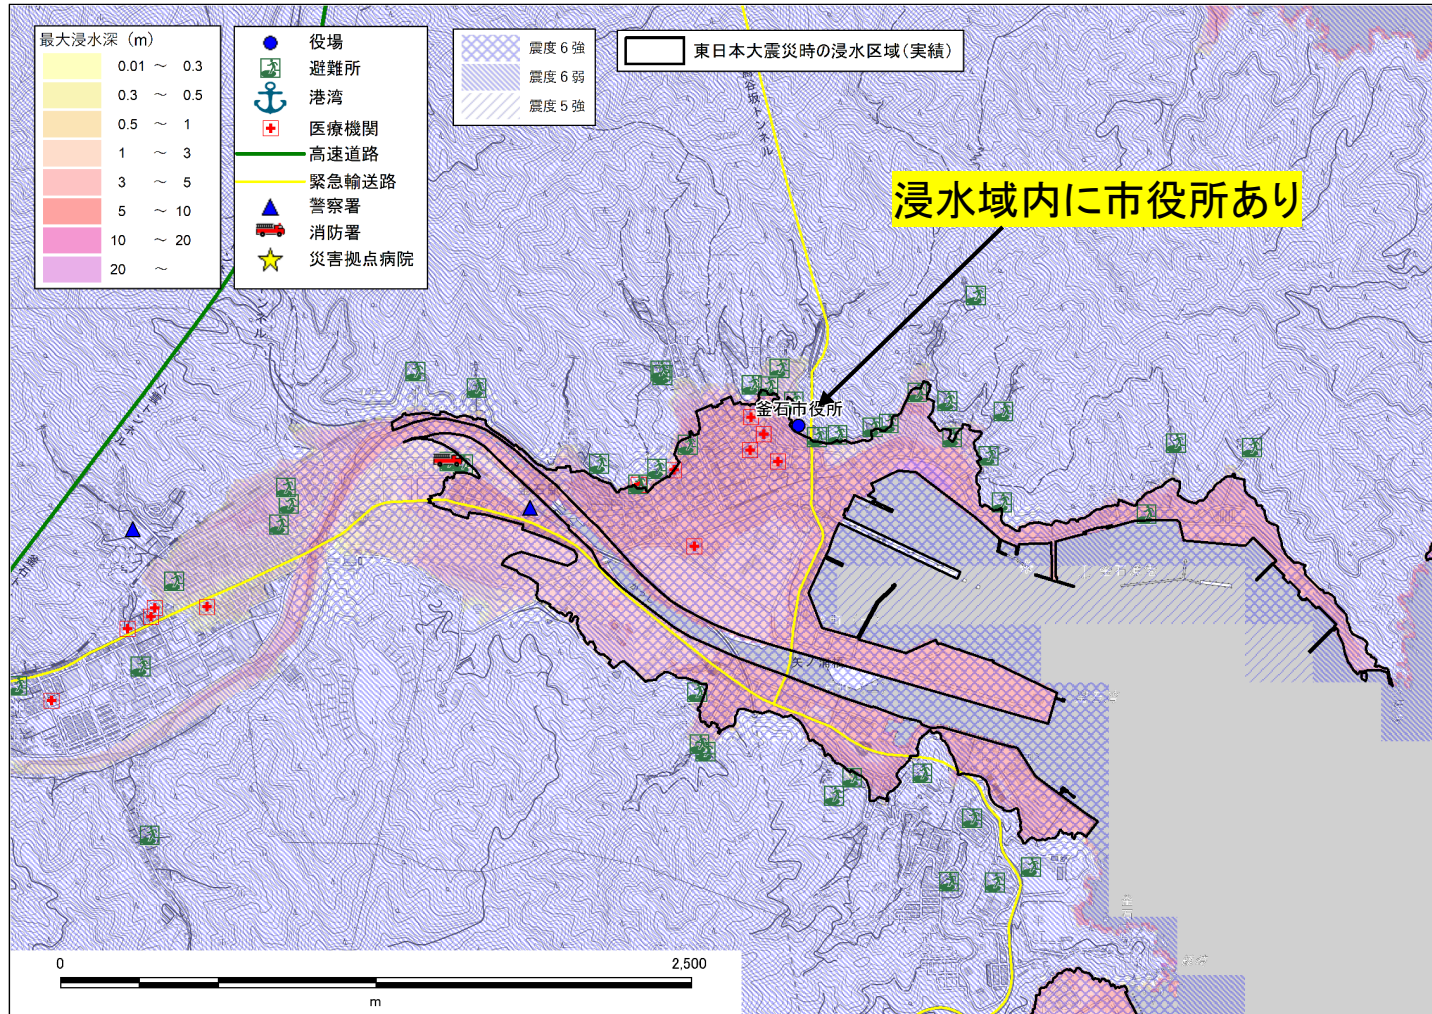 最大浸水深（m）
0.01 ～ 0.3
0.3 ～ 0.5
0.5 ～ 1
1 ～ 3
3 ～ 5
5 ～ 10
10 ～ 20
20 ～
役場
避難所
港湾
医療機関
高速道路
緊急輸送路
警察署
消防署
災害拠点病院
震度６強
震度６弱
震度５強
東日本大震災時の浸水区域（実績）
浸水域内に市役所あり
釜石市役所
0
2,500
m